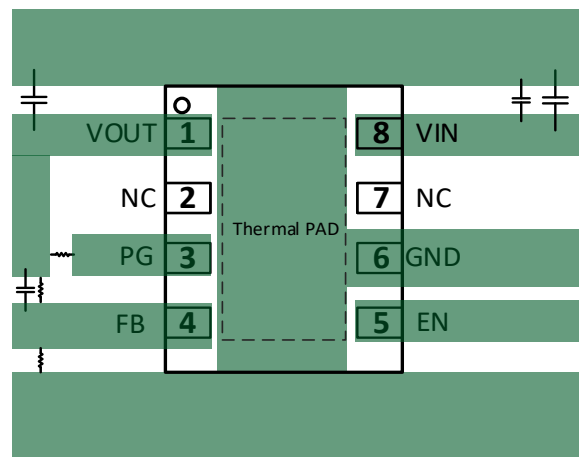 VOUT 1 8 VIN
NC 2 7 NC
Thermal PAD
PG 3 6 GND
FB 4 5 EN